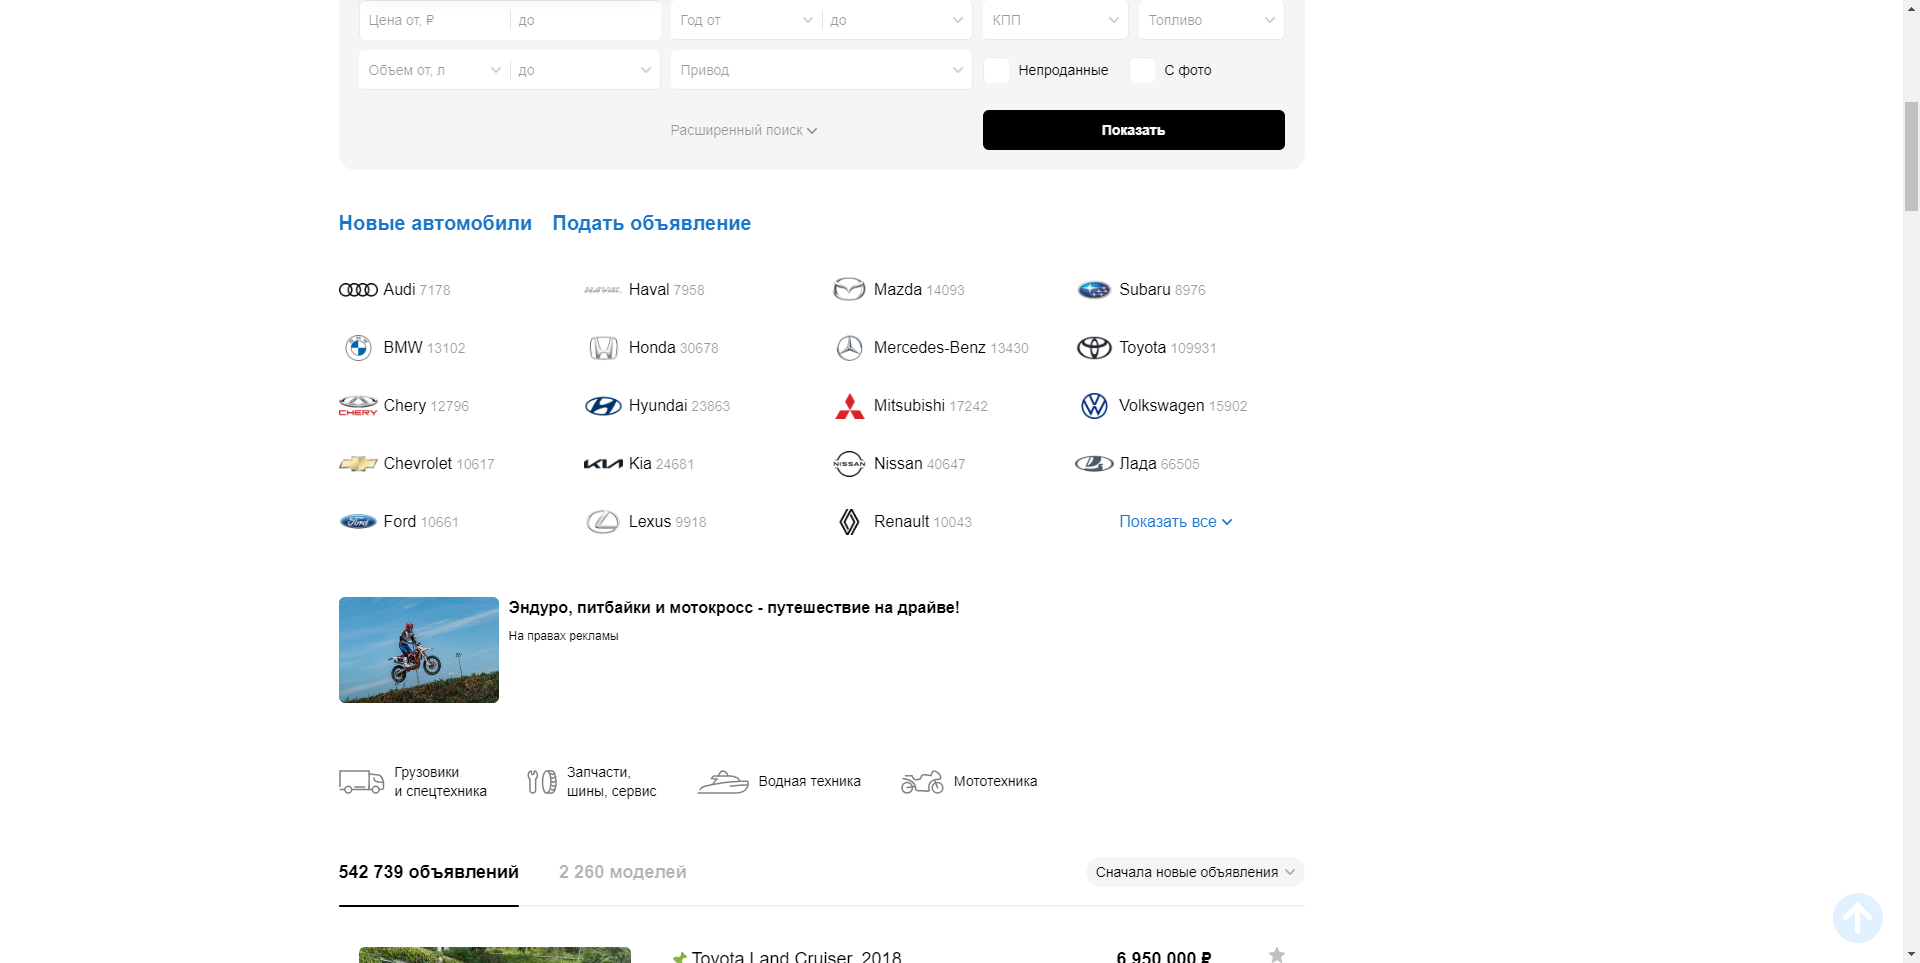 Цена от, ₽ до Год от до КПП Топливо
Объем от, л до Привод Непроданные С фото
Расширенный поиск Показать
Новые автомобили Подать объявление
Audi 7178 HAVAL Haval 7958 Mazda 14093 Subaru 8976
BMW 13102 Honda 30678 Mercedes-Benz 13430 Toyota 109931
CHERY Chery 12796 Hyundai 23863 Mitsubishi 17242 Volkswagen 15902
Chevrolet 10617 KIA Kia 24681 NISSAN Nissan 40647 Лада 66505
Ford Ford 10661 Lexus 9918 Renault 10043 Показать все
Эндуро, питбайки и мотокросс - путешествие на драйве!
На правах рекламы
Грузовики
и спецтехника
Запчасти,
шины, сервис
Водная техника
Мототехника
542 739 объявлений 2 260 моделей Сначала новые объявления
Toyota Land Cruiser, 2018 6 950 000 ₽